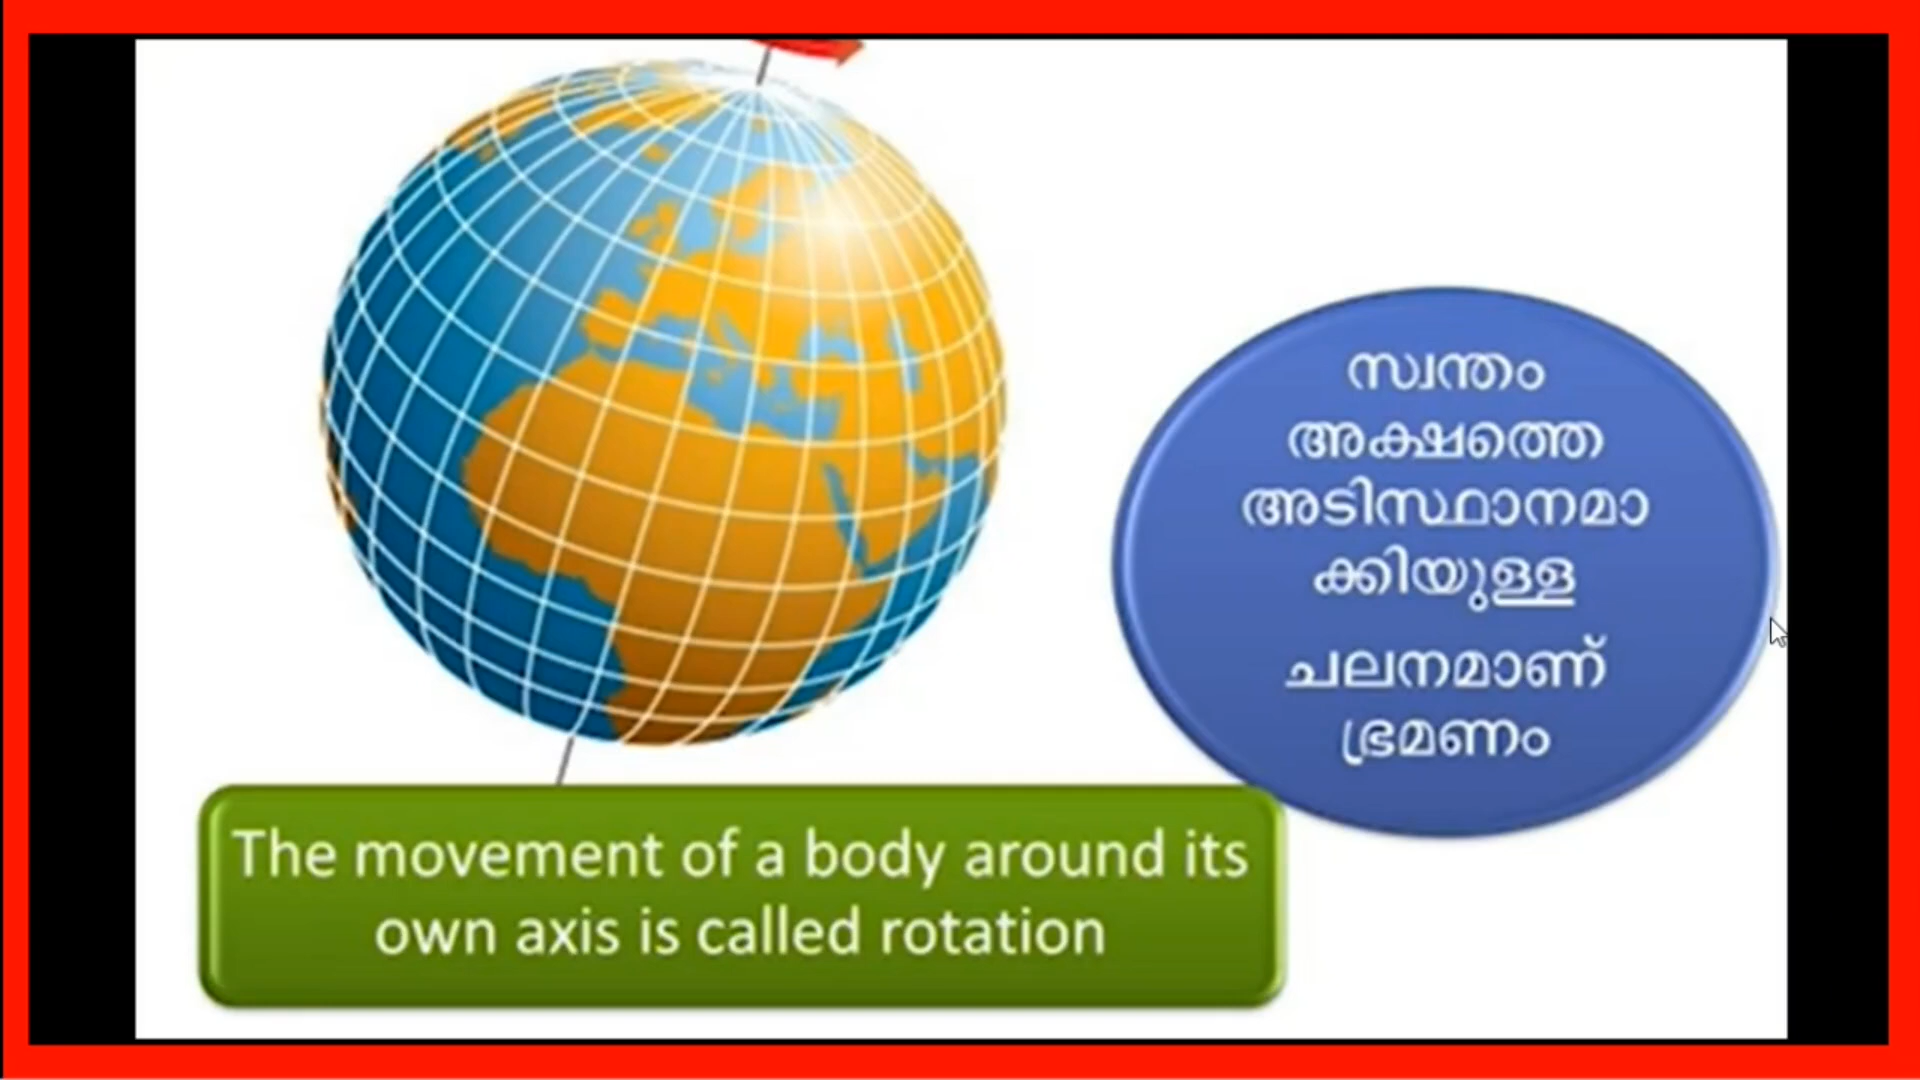 സ്വന്തം
അക്ഷത്തെ
അടിസ്ഥാനമാ
ക്കിയുള്ള
ചലനമാണ്
ഭ്രമണം
The movement of a body around its
own axis is called rotation